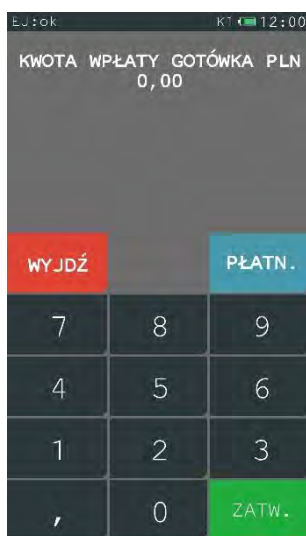 EJ:ok K1 12:00
KWOTA WPŁATY GOTÓWKA PLN
0,00
WYJDŹ PŁATN.
7 8 9
4 5 6
1 2 3
, 0 ZATW.